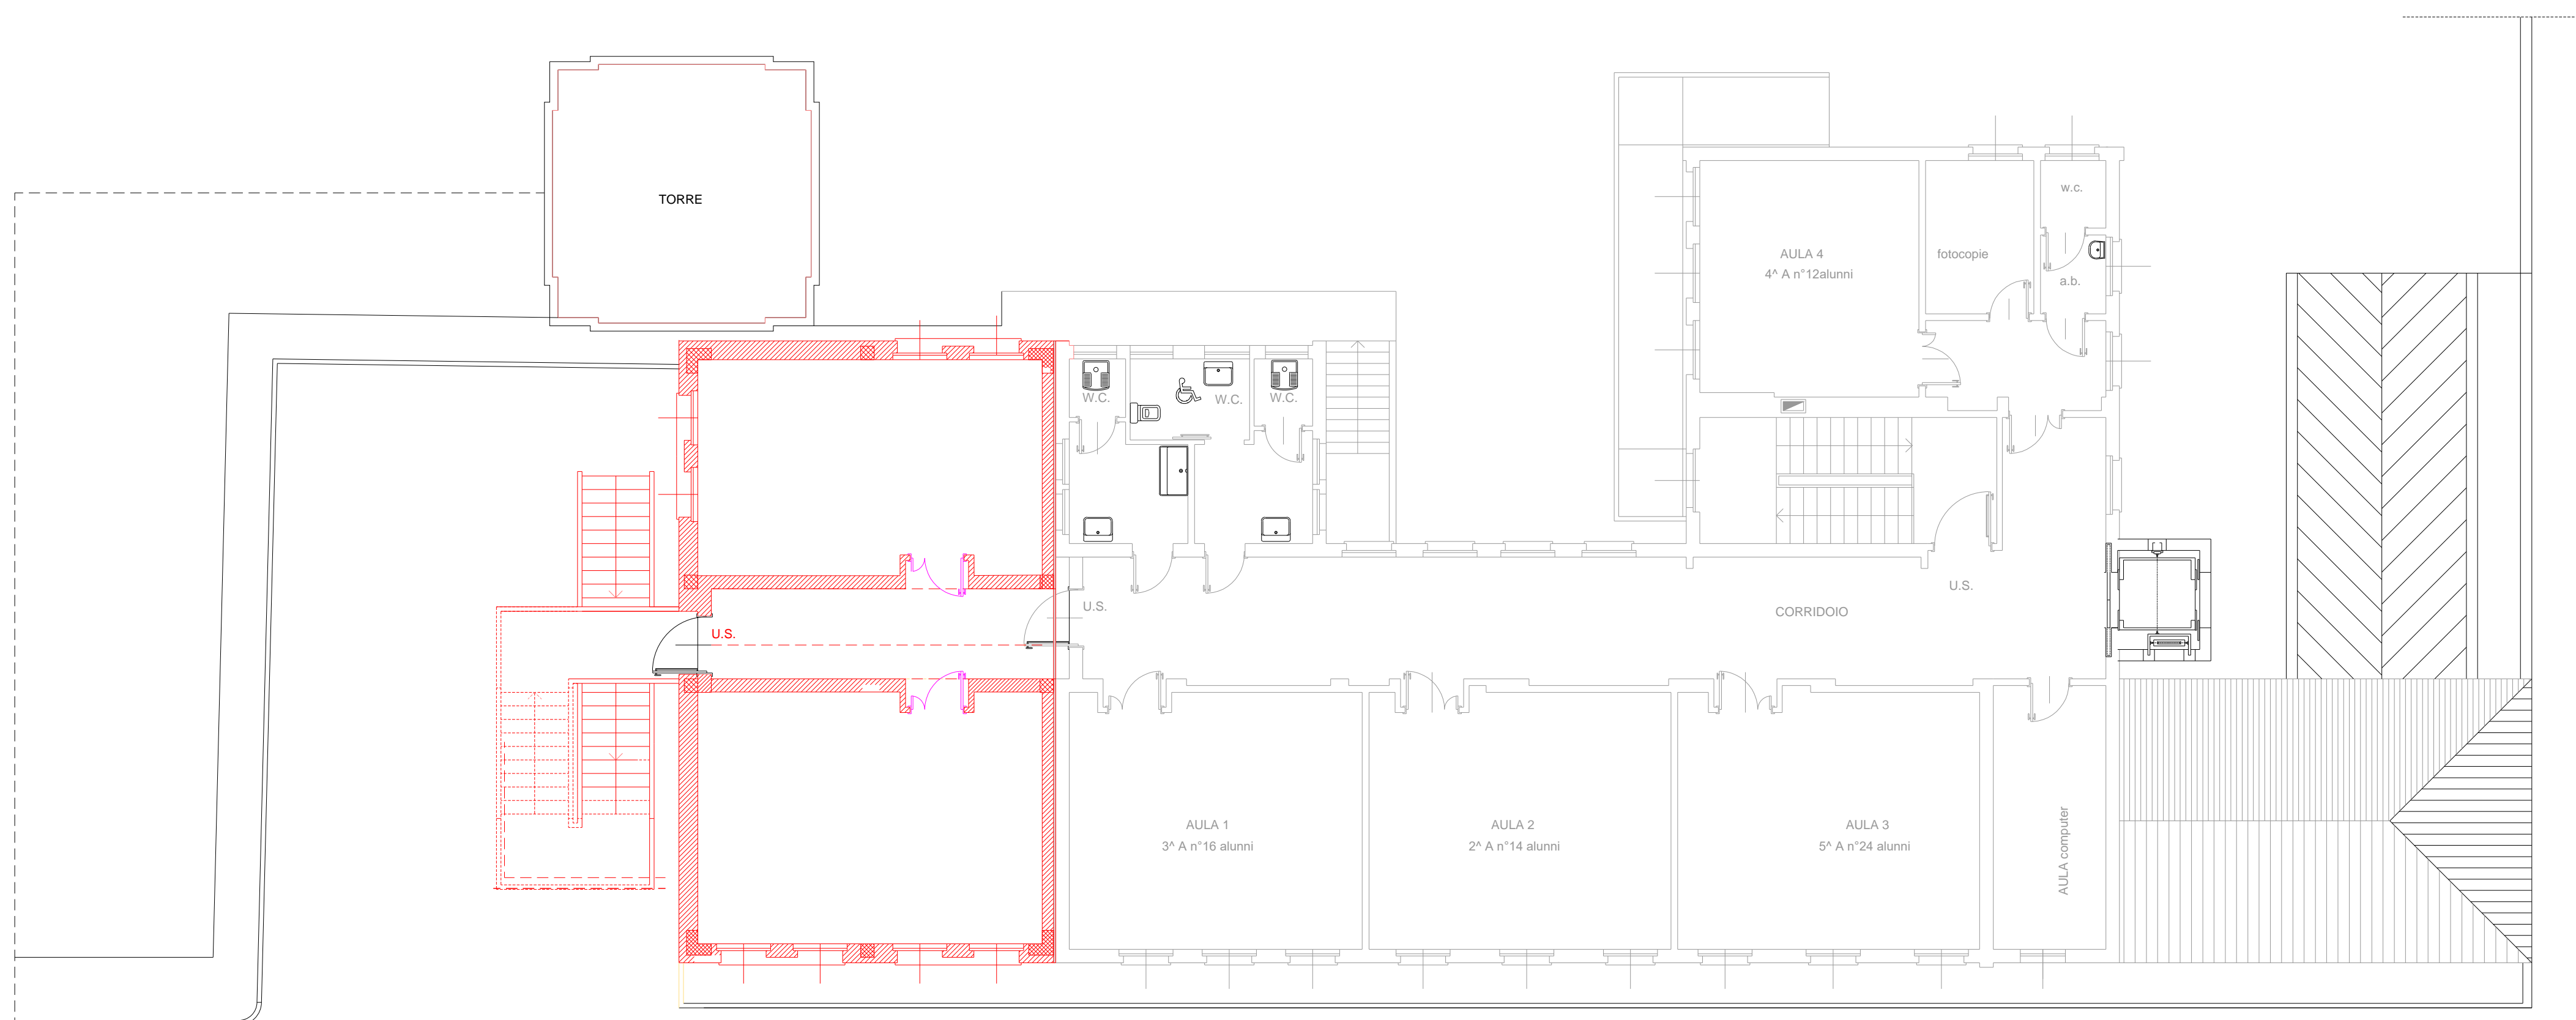 TORRE
w.c.
AULA 4
4^ A n°12alunni
fotocopie
a.b.
W.C.
W.C.
W.C.
U.S.
U.S.
CORRIDOIO
U.S.
AULA 1
3^ A n°16 alunni
AULA 2
2^ A n°14 alunni
AULA 3
5^ A n°24 alunni
AULA computer